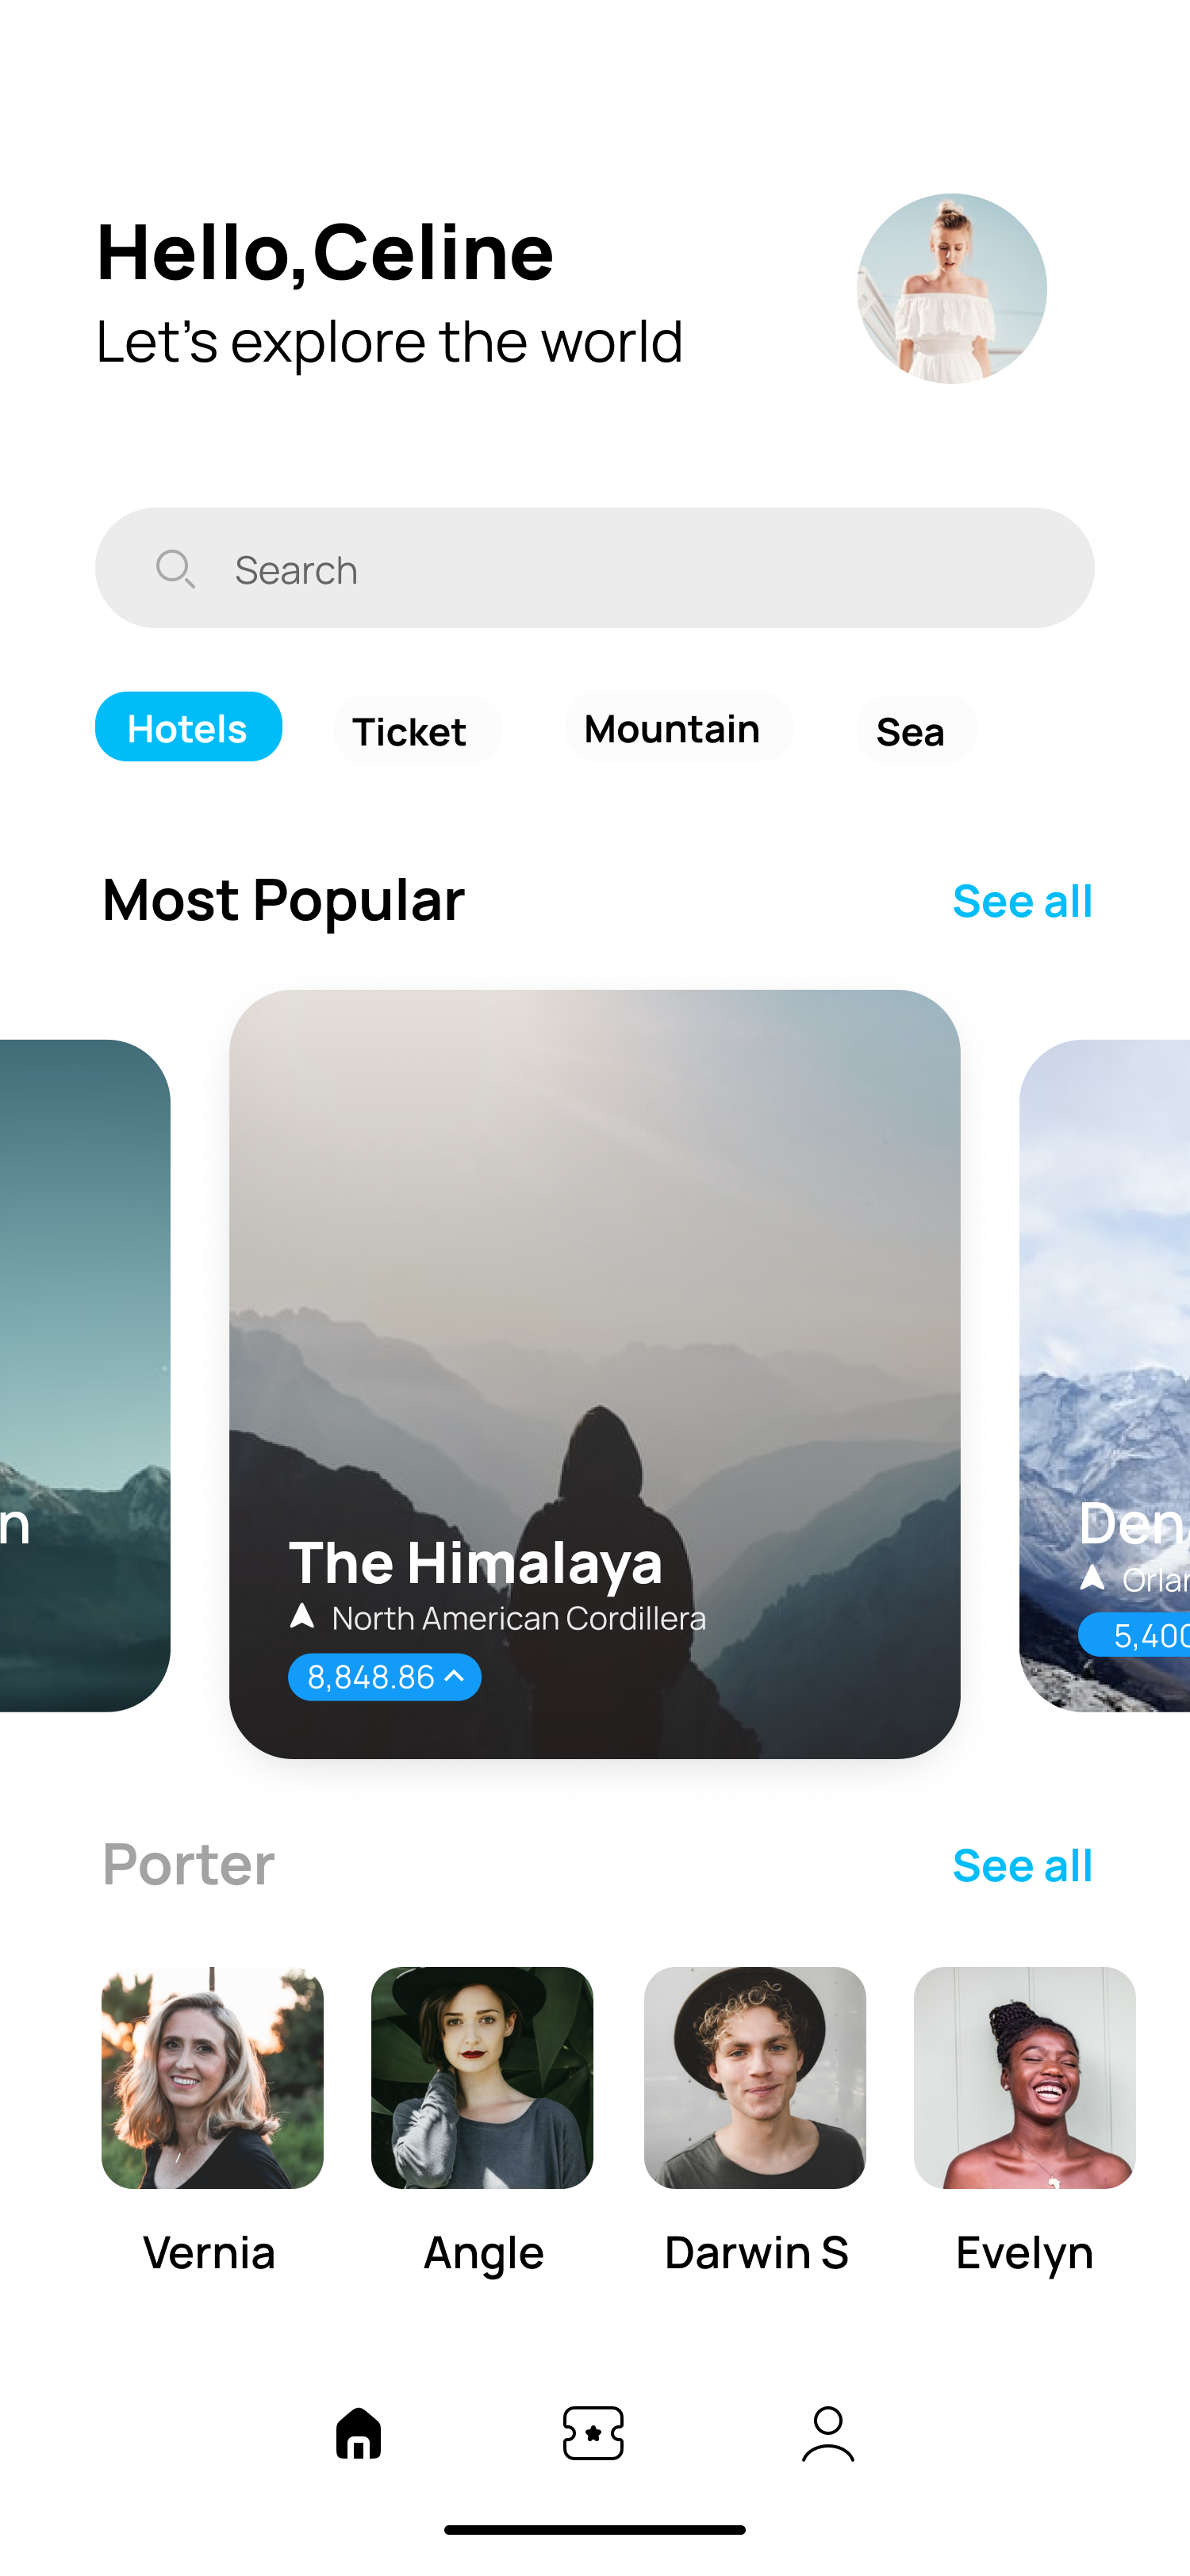 Hello,Celine
Let's explore the world
Search
Hotels Ticket Mountain Sea
Most Popular See all
n
The Himalaya
North American Cordillera
8,848.86
Den
Orlan
5,400
Porter See all
Vernia Angle Darwin S Evelyn